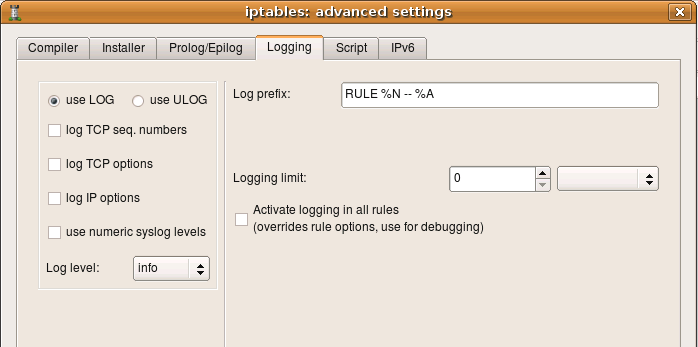 iptables: advanced settings
Compiler Installer Prolog/Epilog Logging Script IPv6
use LOG use ULOG
log TCP seq. numbers
log TCP options
log IP options
use numeric syslog levels
Log level: info
Log prefix: RULE %N -- %A
Logging limit: 0
Activate logging in all rules
(overrides rule options, use for debugging)